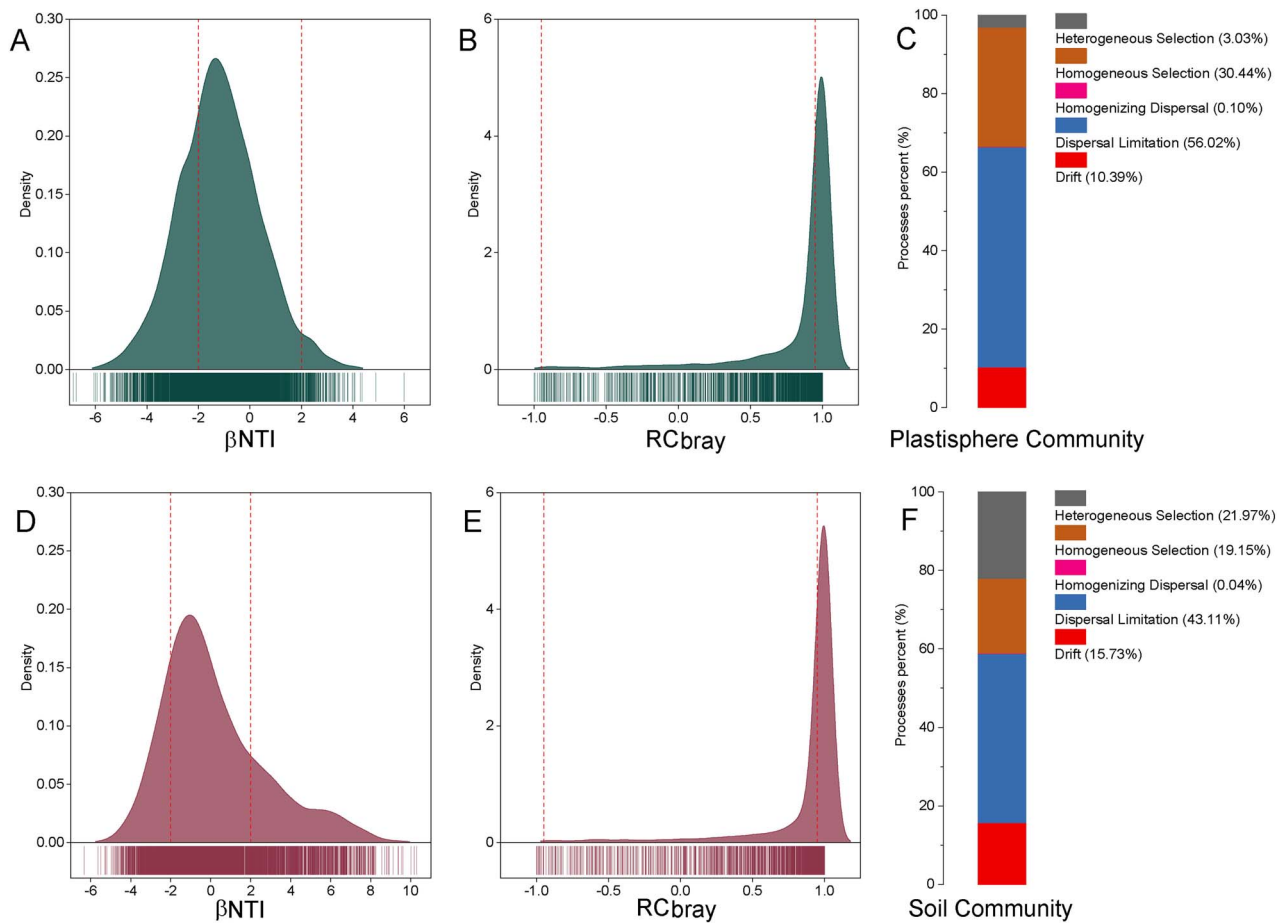 A
0.30
0.25
0.20
0.15
0.10
0.05
0.00
Density
-6 -4 -2 0 2 4 6
βNTI
B
6
4
2
0
Density
-1.0 -0.5 0.0 0.5 1.0
RCbray
C
100
80
60
40
20
0
Processes percent (%)
Heterogeneous Selection (3.03%)
Homogeneous Selection (30.44%)
Homogenizing Dispersal (0.10%)
Dispersal Limitation (56.02%)
Drift (10.39%)
Plastisphere Community
D
0.30
0.25
0.20
0.15
0.10
0.05
0.00
Density
-6 -4 -2 0 2 4 6 8 10
βNTI
E
6
4
2
0
Density
-1.0 -0.5 0.0 0.5 1.0
RCbray
F
100
80
60
40
20
0
Processes percent (%)
Heterogeneous Selection (21.97%)
Homogeneous Selection (19.15%)
Homogenizing Dispersal (0.04%)
Dispersal Limitation (43.11%)
Drift (15.73%)
Soil Community